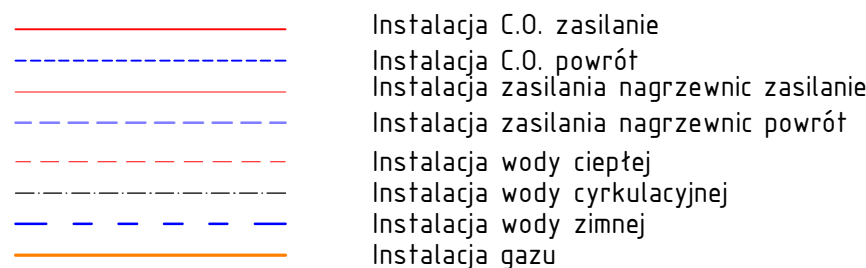 Instalacja C.O. zasilanie
Instalacja C.O. powrót
Instalacja zasilania nagrzewnic zasilanie
Instalacja zasilania nagrzewnic powrót
Instalacja wody ciepłej
Instalacja wody cyrkulacyjnej
Instalacja wody zimnej
Instalacja gazu